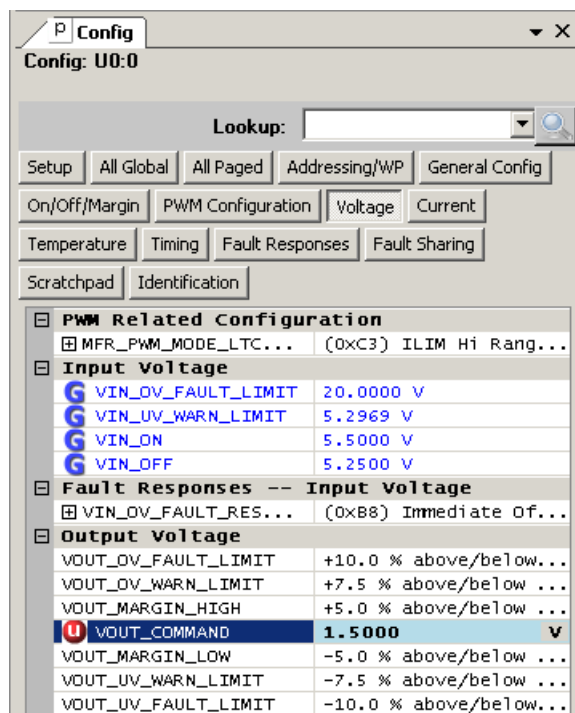 P Config
Config: U0:0
Lookup:
Setup All Global All Paged Addressing/WP General Config
On/Off/Margin PWM Configuration Voltage Current
Temperature Timing Fault Responses Fault Sharing
Scratchpad Identification
PWM Related Configuration
MFR_PWM_MODE_LTC... (0xC3) ILIM Hi Rang...
Input Voltage
G VIN_OV_FAULT_LIMIT 20.0000 V
G VIN_UV_WARN_LIMIT 5.2969 V
G VIN_ON 5.5000 V
G VIN_OFF 5.2500 V
Fault Responses -- Input Voltage
VIN_OV_FAULT_RES... (0xB8) Immediate Of...
Output Voltage
VOUT_OV_FAULT_LIMIT +10.0 % above/below...
VOUT_OV_WARN_LIMIT +7.5 % above/below ...
VOUT_MARGIN_HIGH +5.0 % above/below ...
u VOUT_COMMAND 1.5000 V
VOUT_MARGIN_LOW -5.0 % above/below ...
VOUT_UV_WARN_LIMIT -7.5 % above/below ...
VOUT_UV_FAULT_LIMIT -10.0 % above/below...